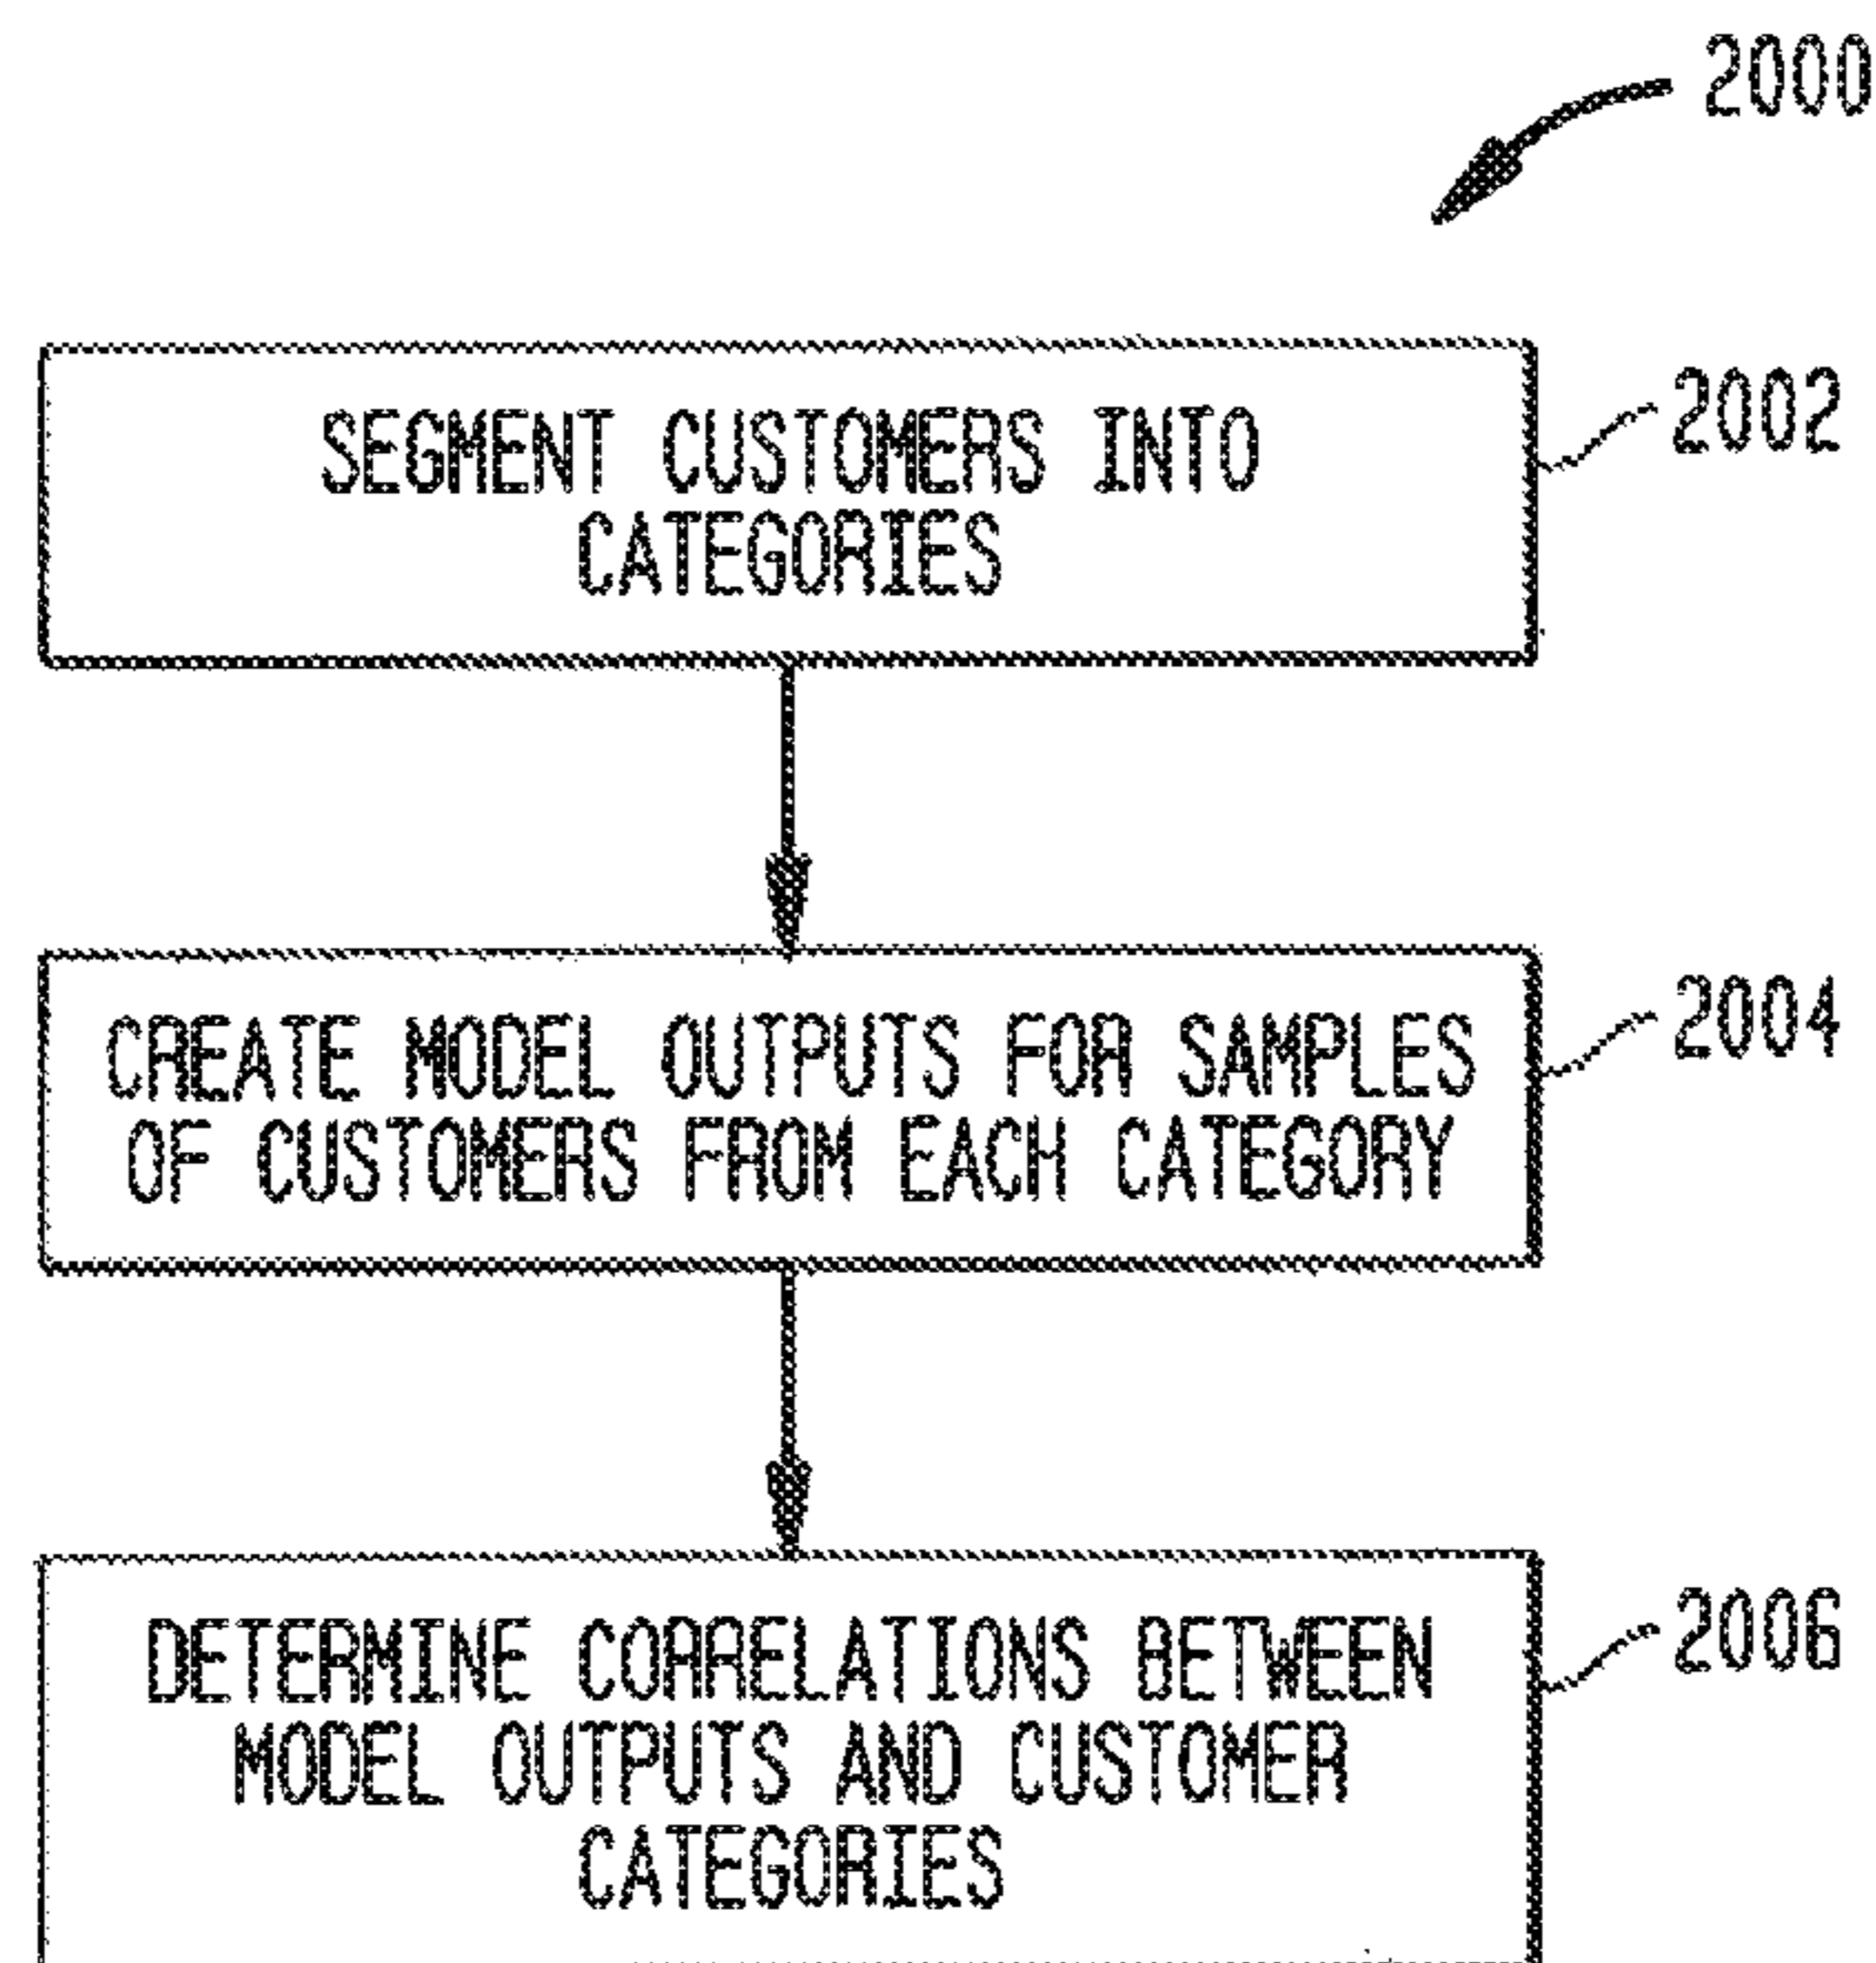 2000
SEGMENT CUSTOMERS INTO
CATEGORIES
2002
CREATE MODEL OUTPUTS FOR SAMPLES
OF CUSTOMERS FROM EACH CATEGORY
2004
DETERMINE CORRELATIONS BETWEEN
MODEL OUTPUTS AND CUSTOMER
CATEGORIES
2006